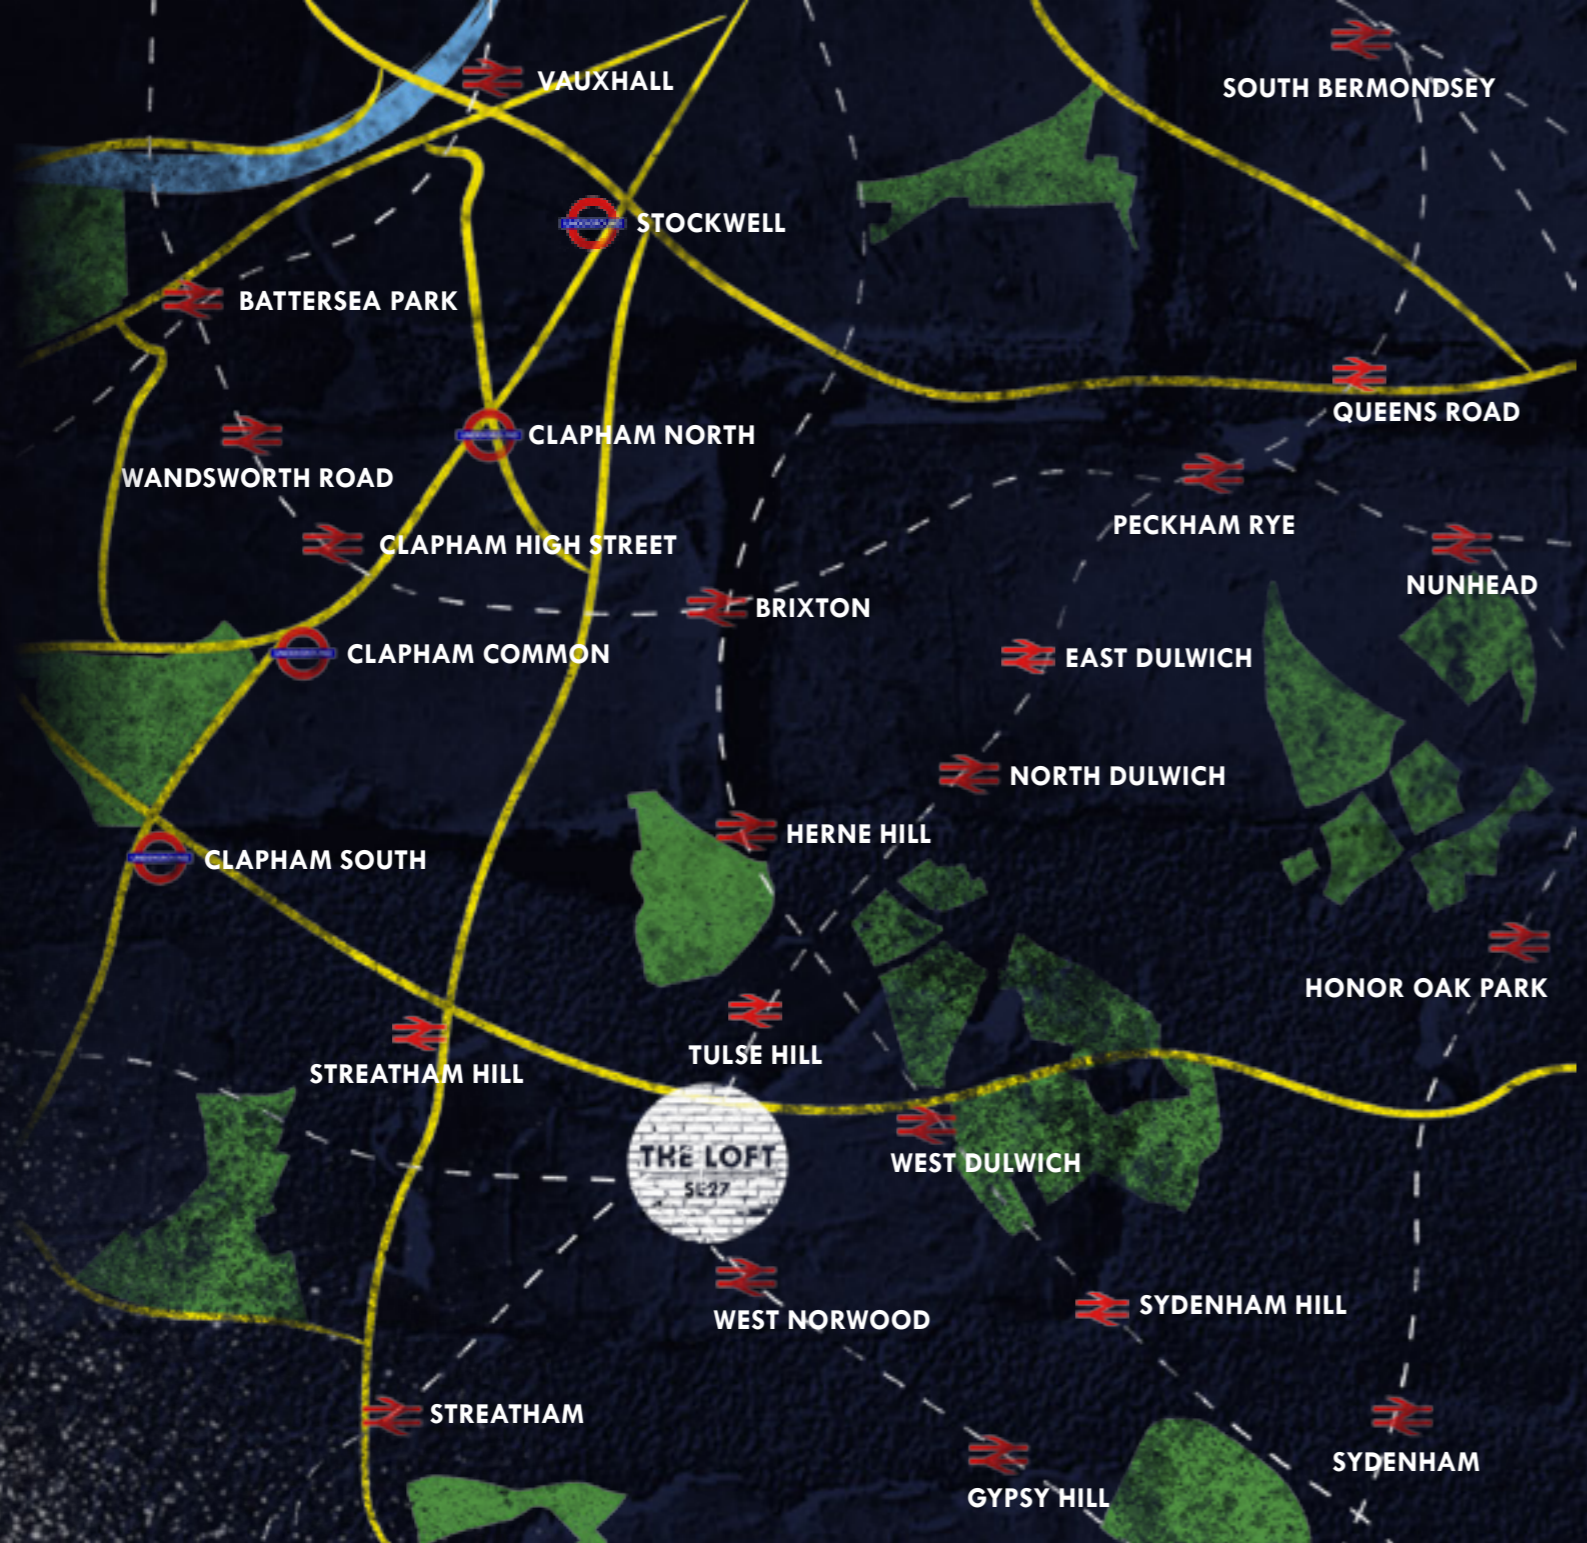 VAUXHALL
SOUTH BERMONDSEY
STOCKWELL
BATTERSEA PARK
QUEENS ROAD
CLAPHAM NORTH
WANDSWORTH ROAD
PECKHAM RYE
CLAPHAM HIGH STREET
NUNHEAD
BRIXTON
CLAPHAM COMMON
EAST DULWICH
NORTH DULWICH
HERNE HILL
CLAPHAM SOUTH
HONOR OAK PARK
TULSE HILL
STREATHAM HILL
THE LOFT
SE27
WEST DULWICH
SYDENHAM HILL
WEST NORWOOD
STREATHAM
SYDENHAM
GYPSY HILL